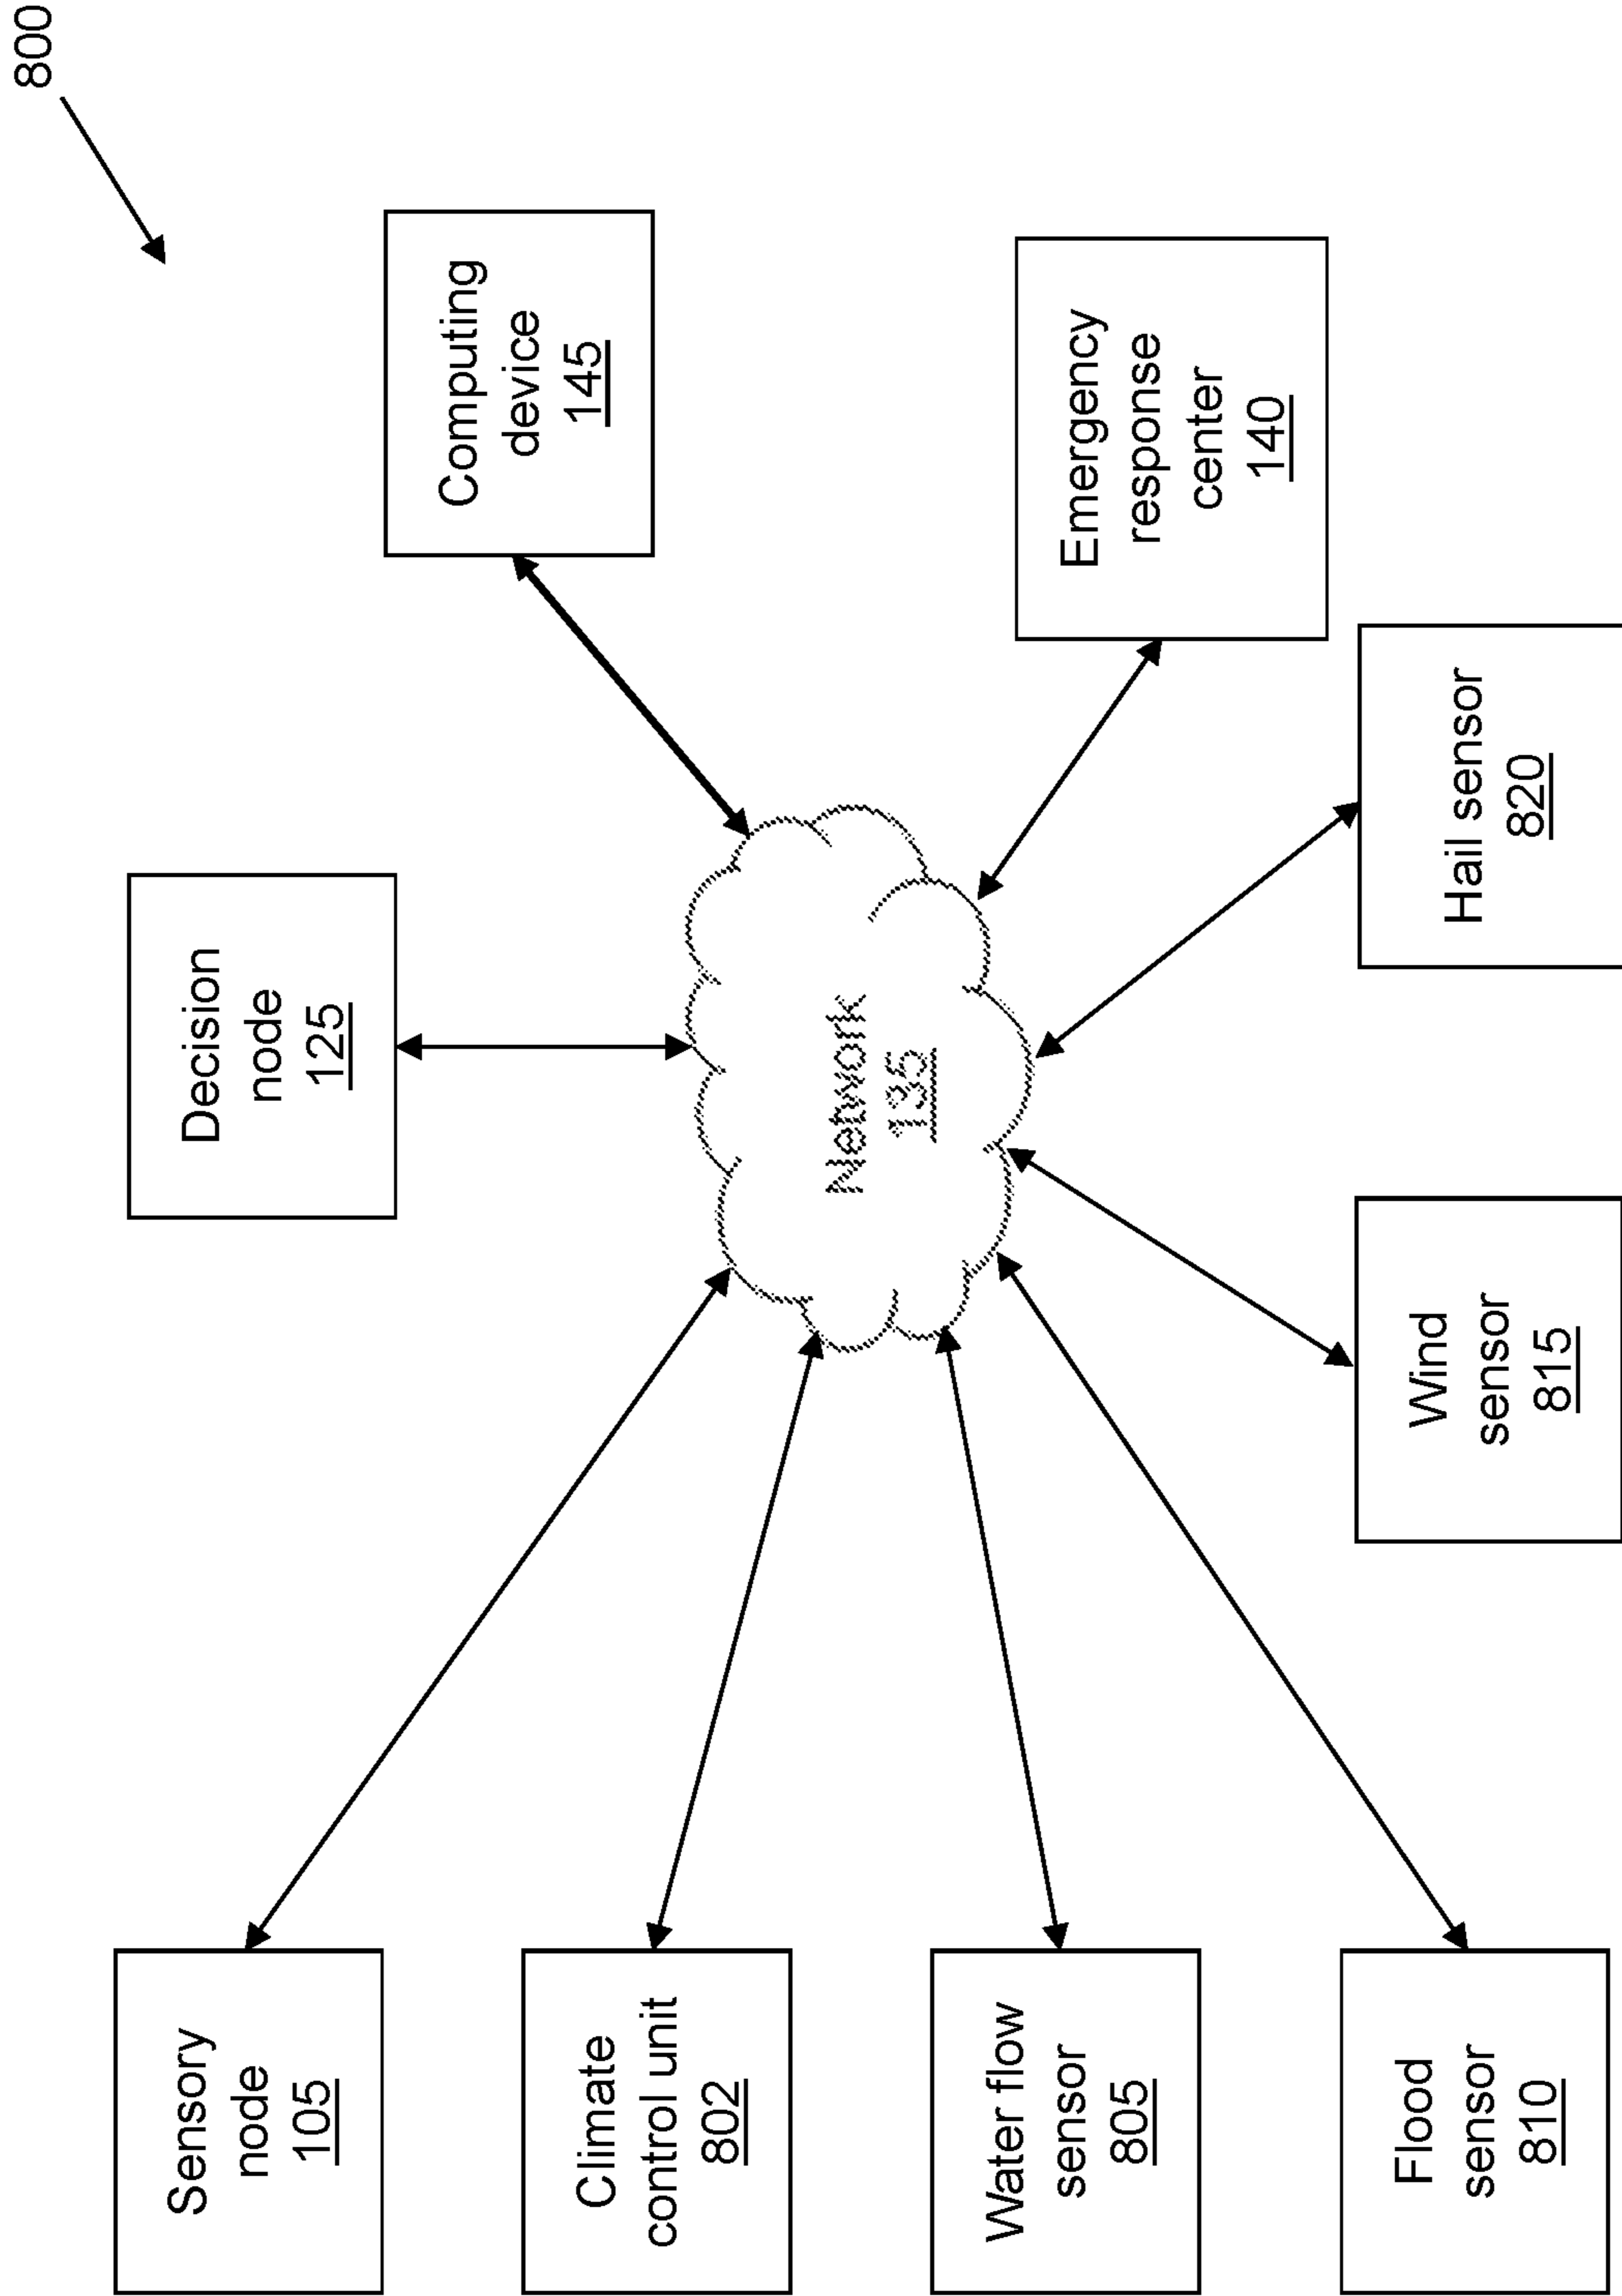 800
Sensory
node
105
Decision
node
125
Computing
device
145
Climate
control unit
802
Network
135
Water flow
sensor
805
Emergency
response
center
140
Flood
sensor
810
Wind
sensor
815
Hail sensor
820